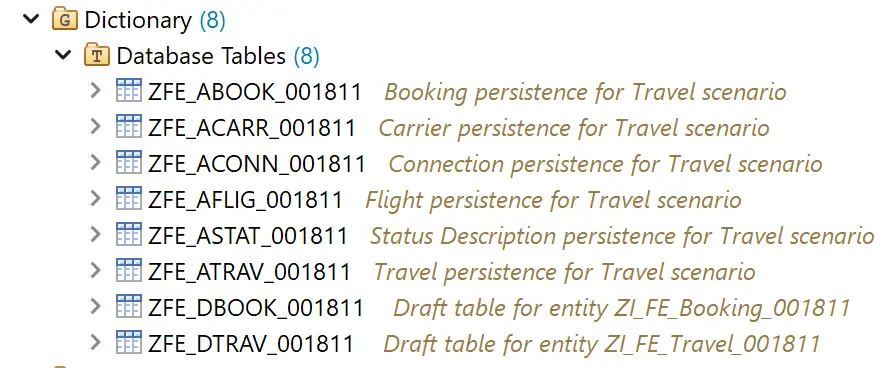 G Dictionary (8)
T Database Tables (8)
ZFE_ABOOK_001811 Booking persistence for Travel scenario
ZFE_ACARR_001811 Carrier persistence for Travel scenario
ZFE_ACONN_001811 Connection persistence for Travel scenario
ZFE_AFLIG_001811 Flight persistence for Travel scenario
ZFE_ASTAT_001811 Status Description persistence for Travel scenario
ZFE_ATRAV_001811 Travel persistence for Travel scenario
ZFE_DBOOK_001811 Draft table for entity ZI_FE_Booking_001811
ZFE_DTRAV_001811 Draft table for entity ZI_FE_Travel_001811